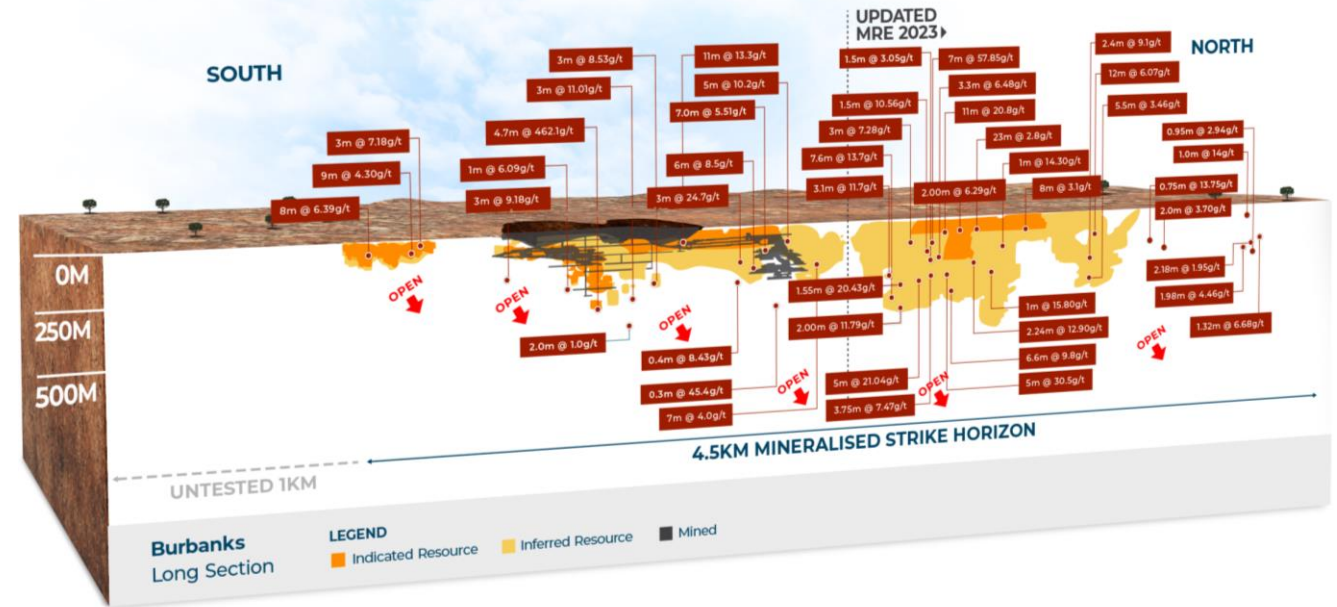 UPDATED
MRE 2023
SOUTH
NORTH
3m @ 8.53g/t
11m @ 13.3g/t
1.5m @ 3.05g/t
7m @ 57.85g/t
2.4m @ 9.1g/t
3m @ 11.01g/t
5m @ 10.2g/t
3.3m @ 6.48g/t
12m @ 6.07g/t
7.0m @ 5.51g/t
1.5m @ 10.56g/t
11m @ 20.8g/t
5.5m @ 3.46g/t
4.7m @ 462.1g/t
3m @ 7.28g/t
23m @ 2.8g/t
0.95m @ 2.94g/t
3m @ 7.18g/t
6m @ 8.5g/t
7.6m @ 13.7g/t
1m @ 14.30g/t
1.0m @ 14g/t
9m @ 4.30g/t
1m @ 6.09g/t
3.1m @ 11.7g/t
2.00m @ 6.29g/t
8m @ 3.1g/t
0.75m @ 13.75g/t
8m @ 6.39g/t
3m @ 9.18g/t
3m @ 24.7g/t
2.0m @ 3.70g/t
0M
250M
500M
OPEN
OPEN
OPEN
OPEN
OPEN
OPEN
2.18m @ 1.95g/t
1.98m @ 4.46g/t
1.32m @ 6.68g/t
1.55m @ 20.43g/t
2.00m @ 11.79g/t
1m @ 15.80g/t
2.24m @ 12.90g/t
6.6m @ 9.8g/t
5m @ 30.5g/t
2.0m @ 1.0g/t
0.4m @ 8.43g/t
0.3m @ 45.4g/t
7m @ 4.0g/t
5m @ 21.04g/t
3.75m @ 7.47g/t
4.5KM MINERALISED STRIKE HORIZON
UNTESTED 1KM
Burbanks
Long Section
LEGEND
Indicated Resource
Inferred Resource
Mined